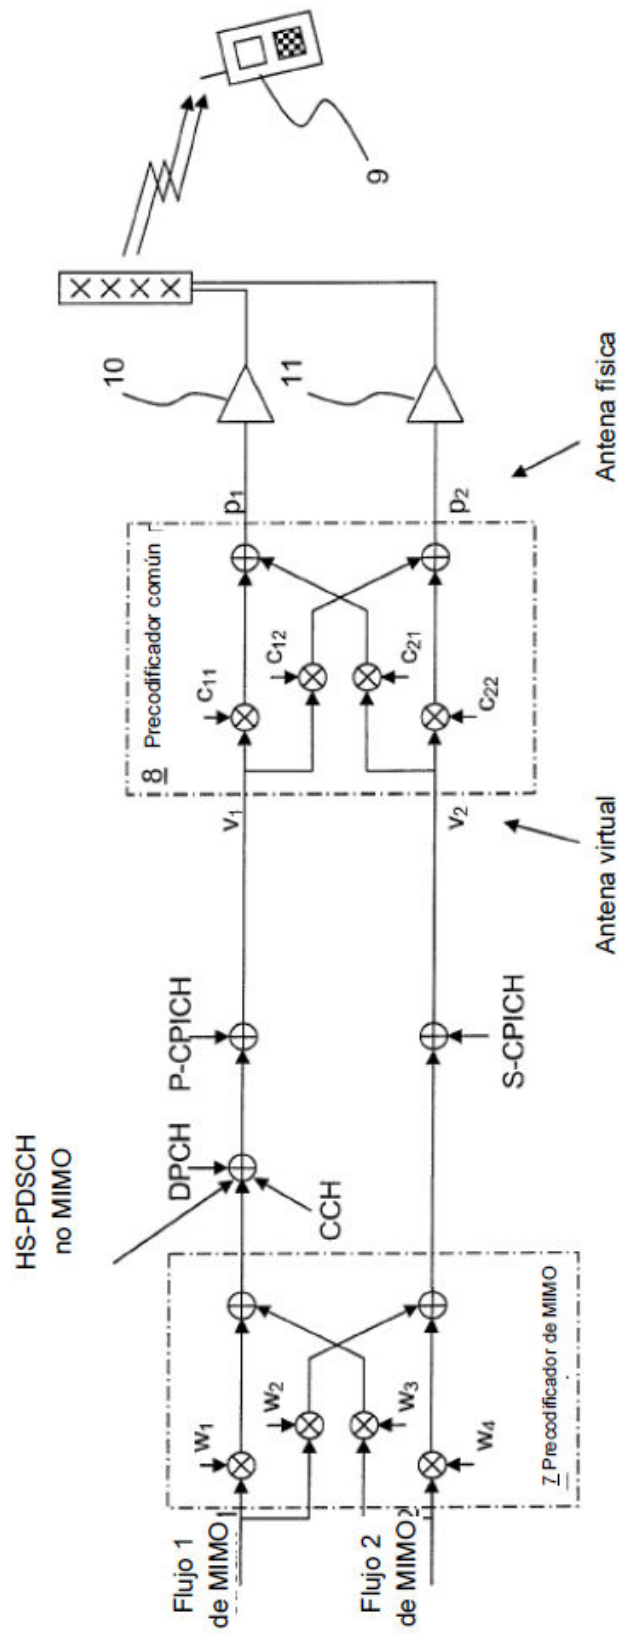 Flujo 1
de MIMO1
Flujo 2
de MIMO2
w1
w2
w3
w4
7 Precodificador de MIMO
HS-PDSCH
no MIMO
DPCH
CCH
P-CPICH
S-CPICH
v1
v2
Antena virtual
8 Precodificador común
c11
c12
c21
c22
p1
p2
Antena física
10
11
9